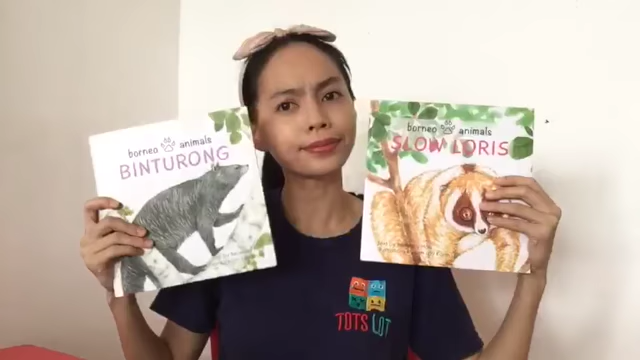 borneo animals
BINTURONG
borneo animals
SLOW LORIS
TOTS LOT